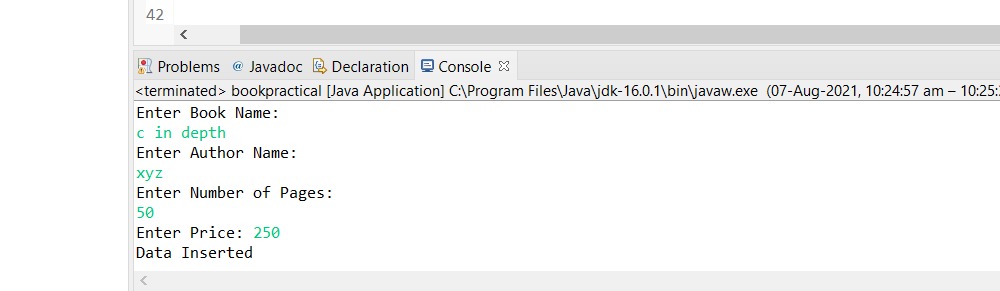 42
Problems @ Javadoc Declaration Console
<terminated> bookpractical [Java Application] C:\Program Files\Java\jdk-16.0.1\bin\javaw.exe (07-Aug-2021, 10:24:57 am – 10:25:
Enter Book Name:
c in depth
Enter Author Name:
xyz
Enter Number of Pages:
50
Enter Price: 250
Data Inserted